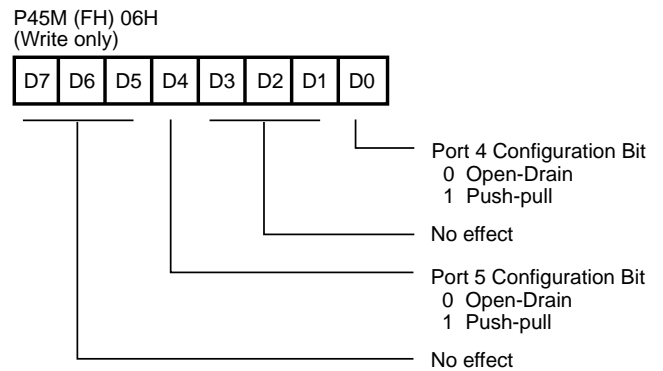 P45M (FH) 06H
(Write only)
D7 D6 D5 D4 D3 D2 D1 D0
Port 4 Configuration Bit
0 Open-Drain
1 Push-pull
No effect
Port 5 Configuration Bit
0 Open-Drain
1 Push-pull
No effect